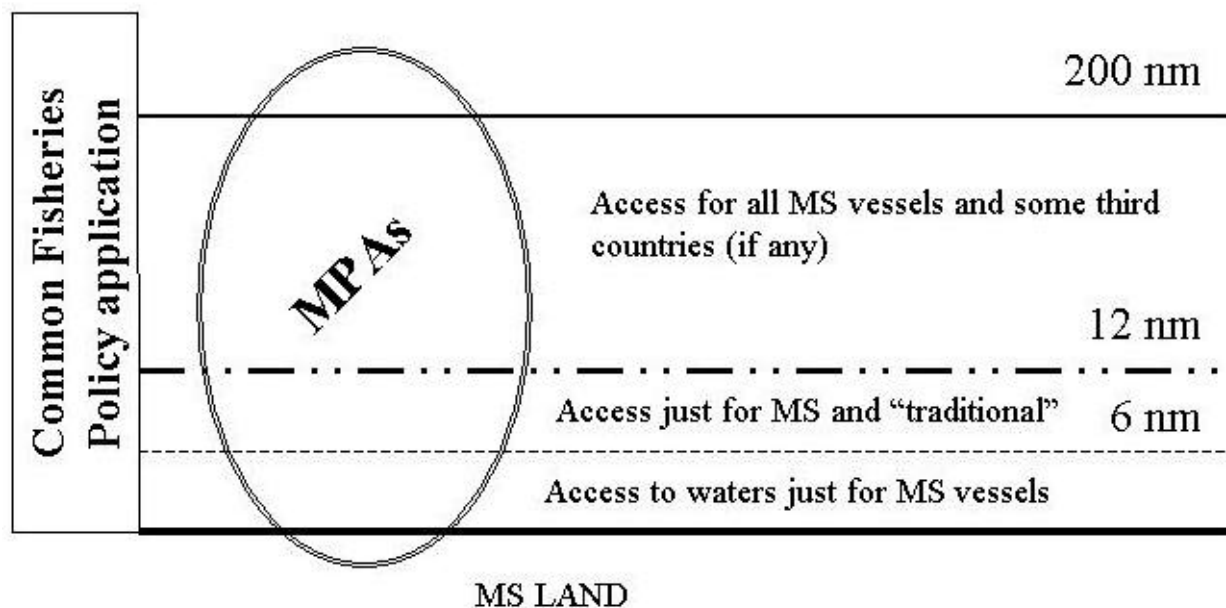 Common Fisheries
Policy application
200 nm
MPAs
Access for all MS vessels and some third
countries (if any)
12 nm
Access just for MS and “traditional”
6 nm
Access to waters just for MS vessels
MS LAND